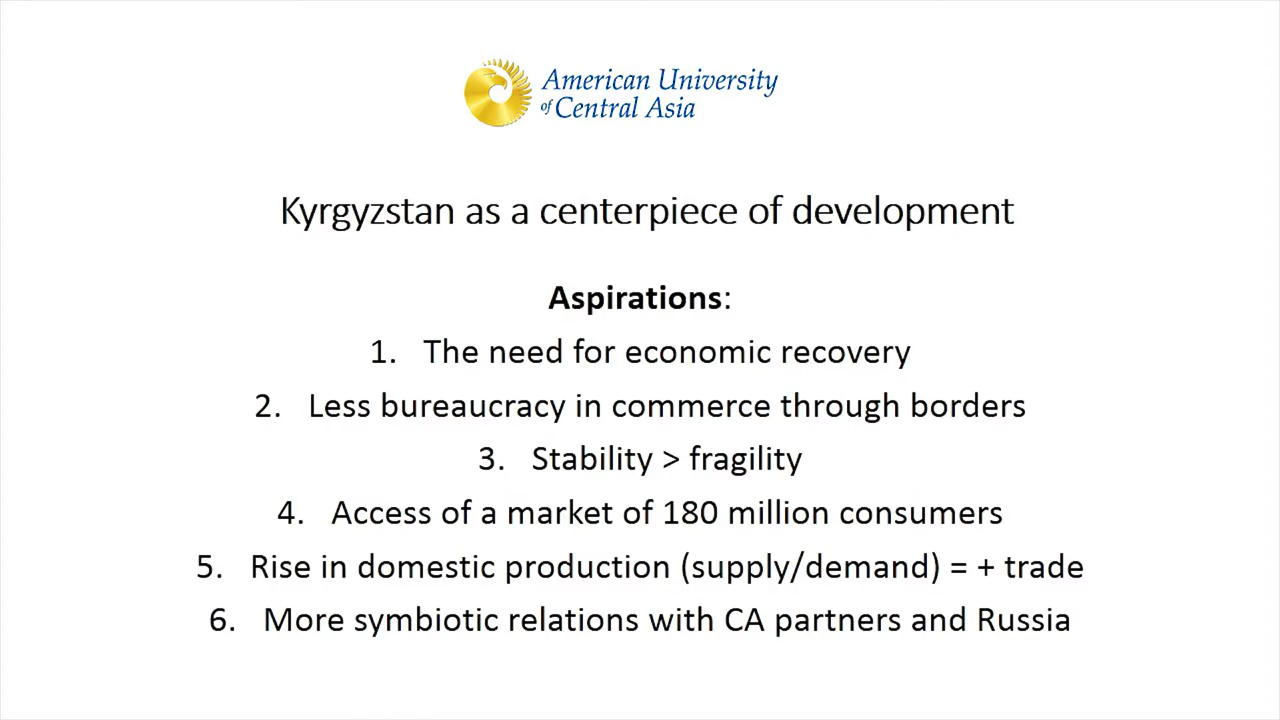 American University
of Central Asia
Kyrgyzstan as a centerpiece of development
Aspirations:
1. The need for economic recovery
2. Less bureaucracy in commerce through borders
3. Stability > fragility
4. Access of a market of 180 million consumers
5. Rise in domestic production (supply/demand) = + trade
6. More symbiotic relations with CA partners and Russia